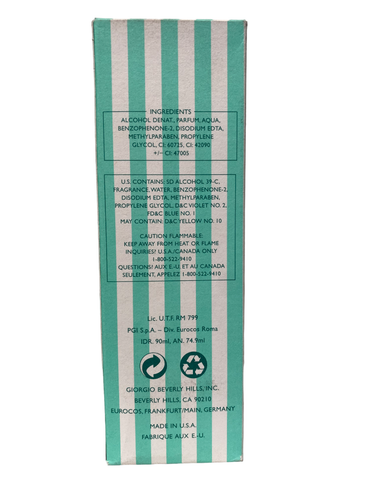 INGREDIENTS
ALCOHOL DENAT., PARFUM, AQUA,
BENZOPHENONE-2, DISODIUM EDTA,
METHYLPARABEN, PROPYLENE
GLYCOL, CI: 60725, CI: 42090
+/– CI: 47005
U.S. CONTAINS: SD ALCOHOL 39-C,
FRAGRANCE, WATER, BENZOPHENONE-2,
DISODIUM EDTA, METHYLPARABEN,
PROPYLENE GLYCOL, D&C VIOLET NO. 2,
FD&C BLUE NO. 1
MAY CONTAIN: D&C YELLOW NO. 10
CAUTION FLAMMABLE:
KEEP AWAY FROM HEAT OR FLAME
INQUIRIES? U.S.A./CANADA ONLY
1-800-522-9410
QUESTIONS? AUX E.-U. ET AU CANADA
SEULEMENT, APPELEZ 1-800-522-9410
Lic. U.T.F. RM 799
PGI S.p.A. – Div. Eurocos Roma
IDR. 90ml, AN. 74.9ml
GIORGIO BEVERLY HILLS, INC.
BEVERLY HILLS, CA 90210
EUROCOS, FRANKFURT/MAIN, GERMANY
MADE IN U.S.A.
FABRIQUE AUX E.-U.